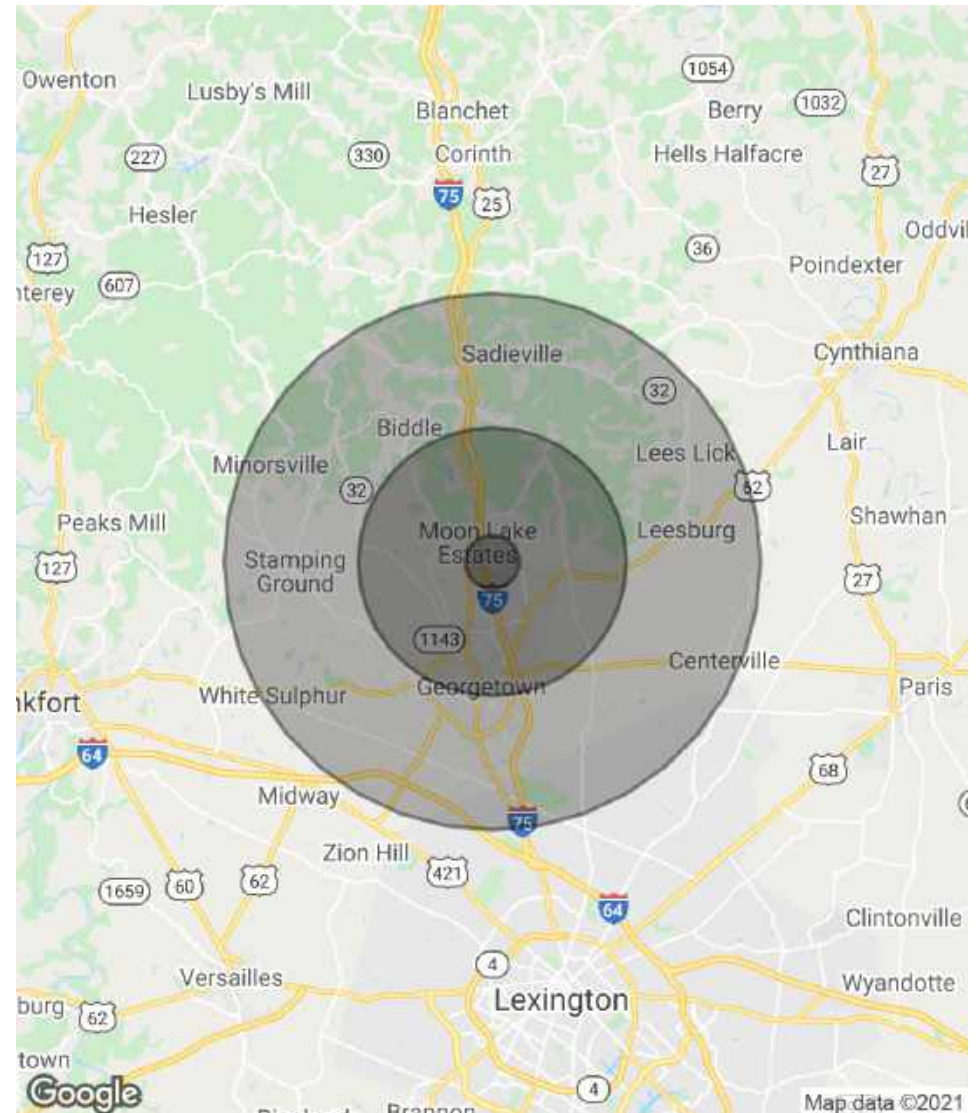 1054
Owenton
Lusby's Mill
1032
Blanchet
Berry
227
330
Corinth
Hells Halfacre
27
75
25
Hesler
Oddvil
36
127
Poindexter
nterey
607
Sadieville
Cynthiana
32
Biddle
Lair
Minorsville
Lees Lick
32
62
Peaks Mill
Moon Lake
Estates
Leesburg
Shawhan
127
Stamping
Ground
27
75
1143
Centerville
White Sulphur
Georgetown
Paris
nkfort
64
68
Midway
75
Zion Hill
421
1659
60
62
64
Clintonville
4
Versailles
Wyandotte
Lexington
burg
62
town
Google
4
Map data ©2021